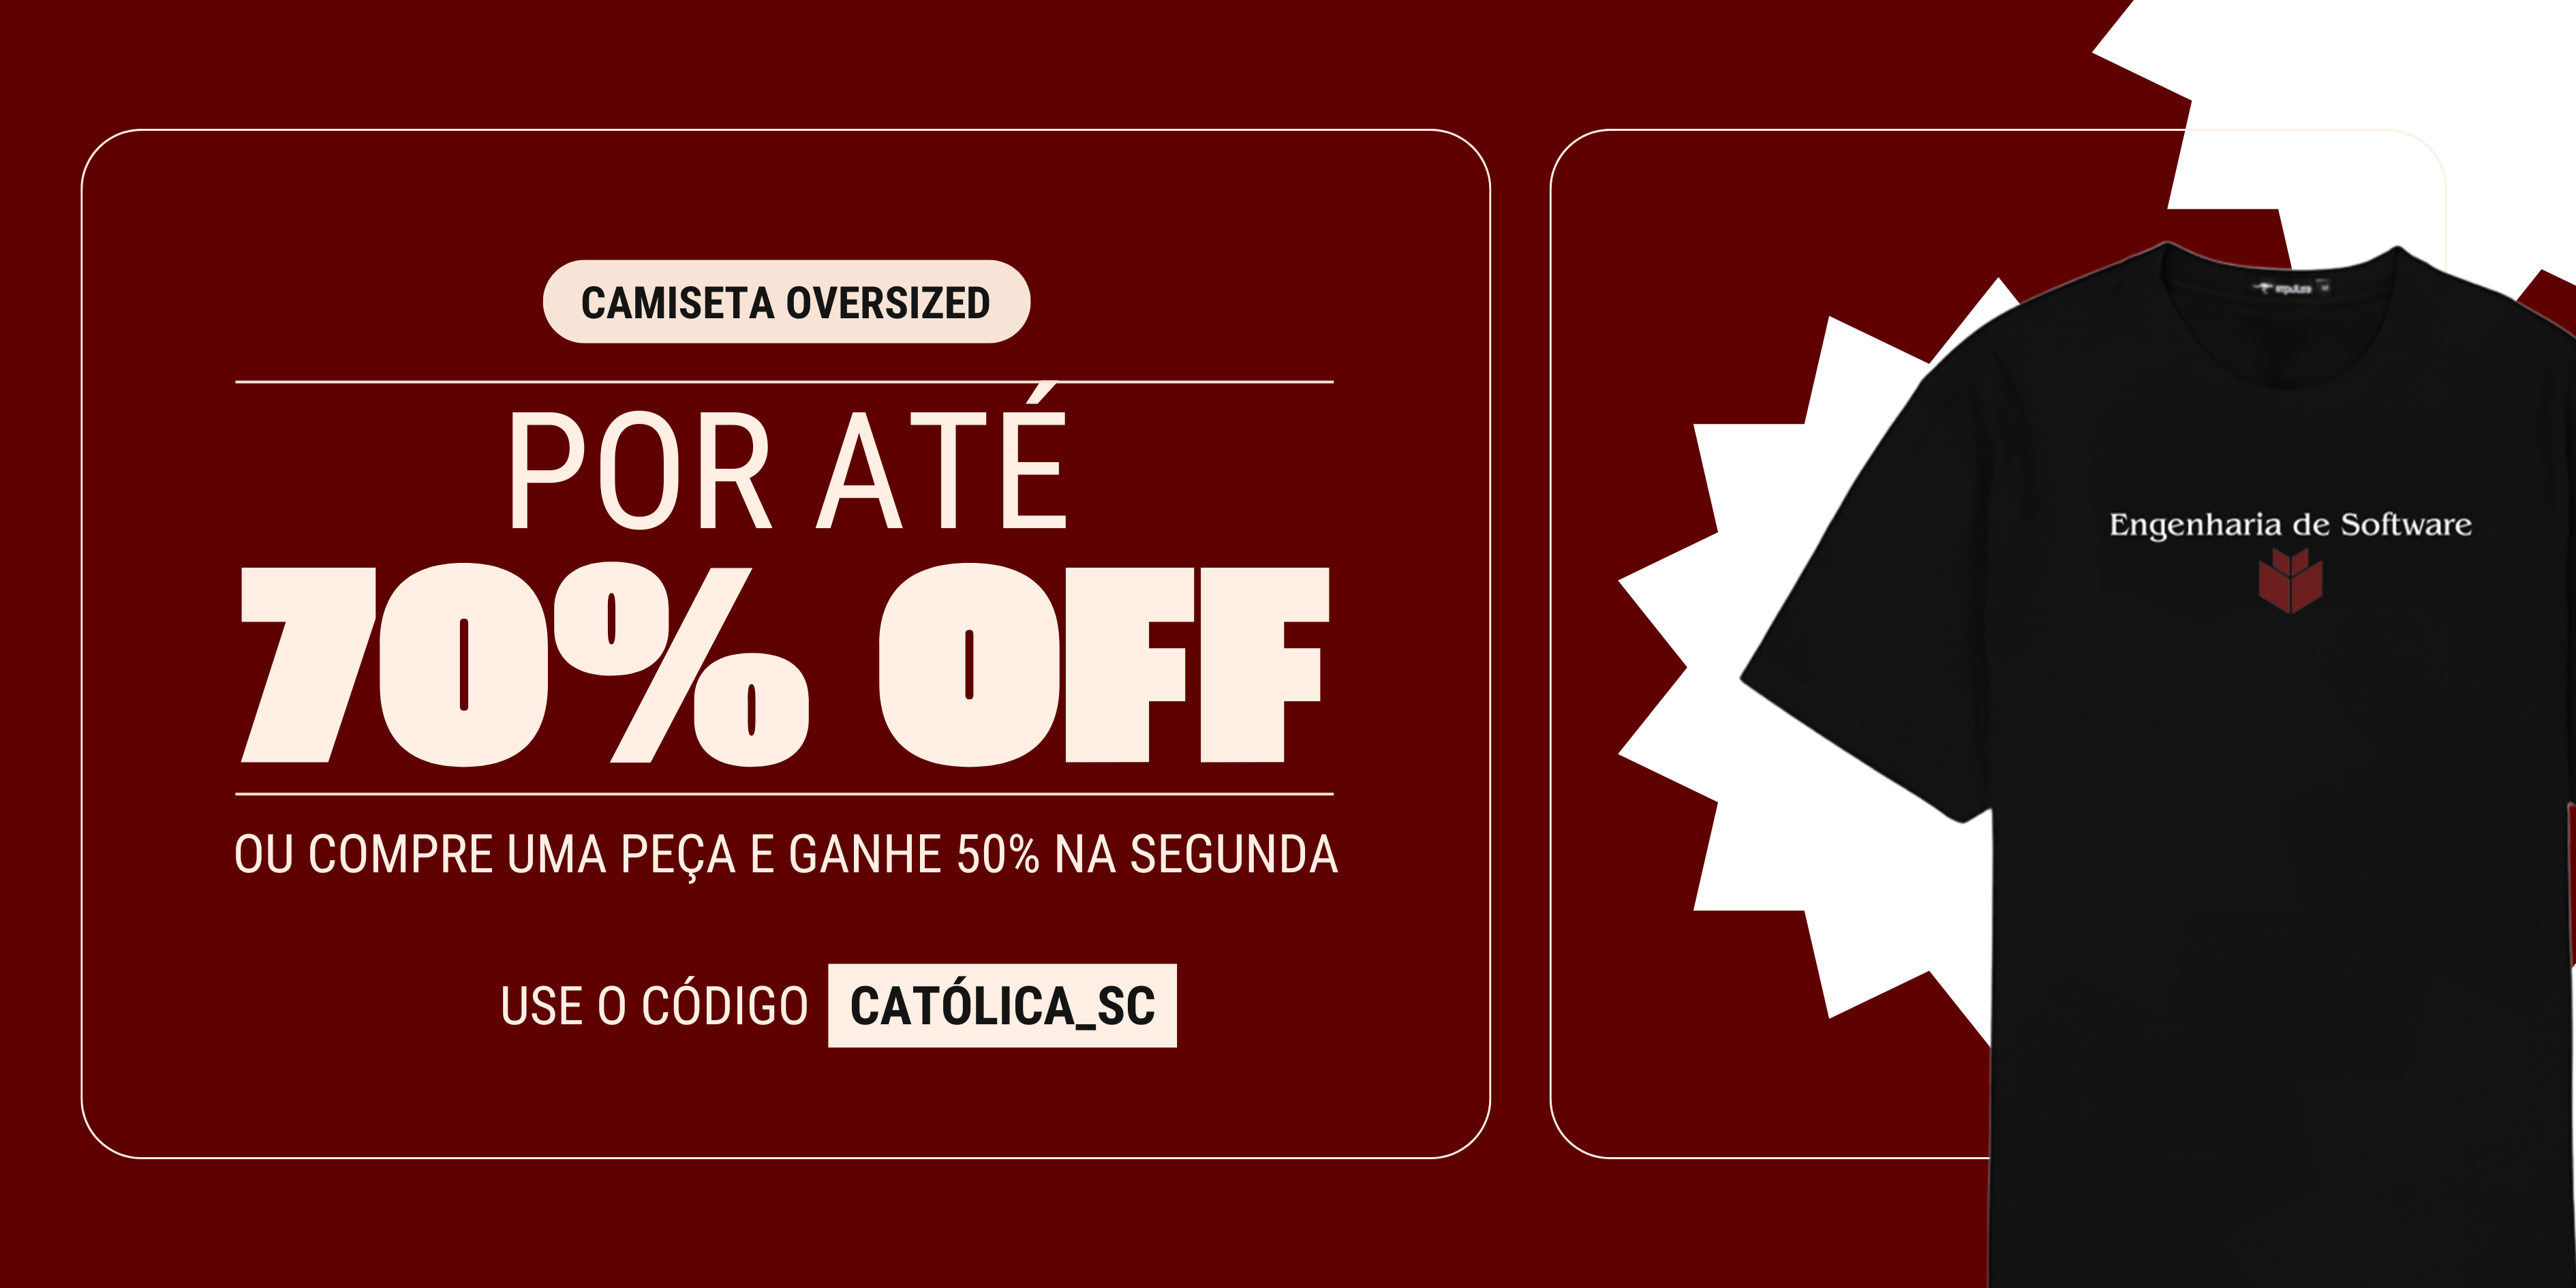 CAMISETA OVERSIZED
POR ATÉ
70% OFF
OU COMPRE UMA PEÇA E GANHE 50% NA SEGUNDA
USE O CÓDIGO CATÓLICA_SC
Engenharia de Software